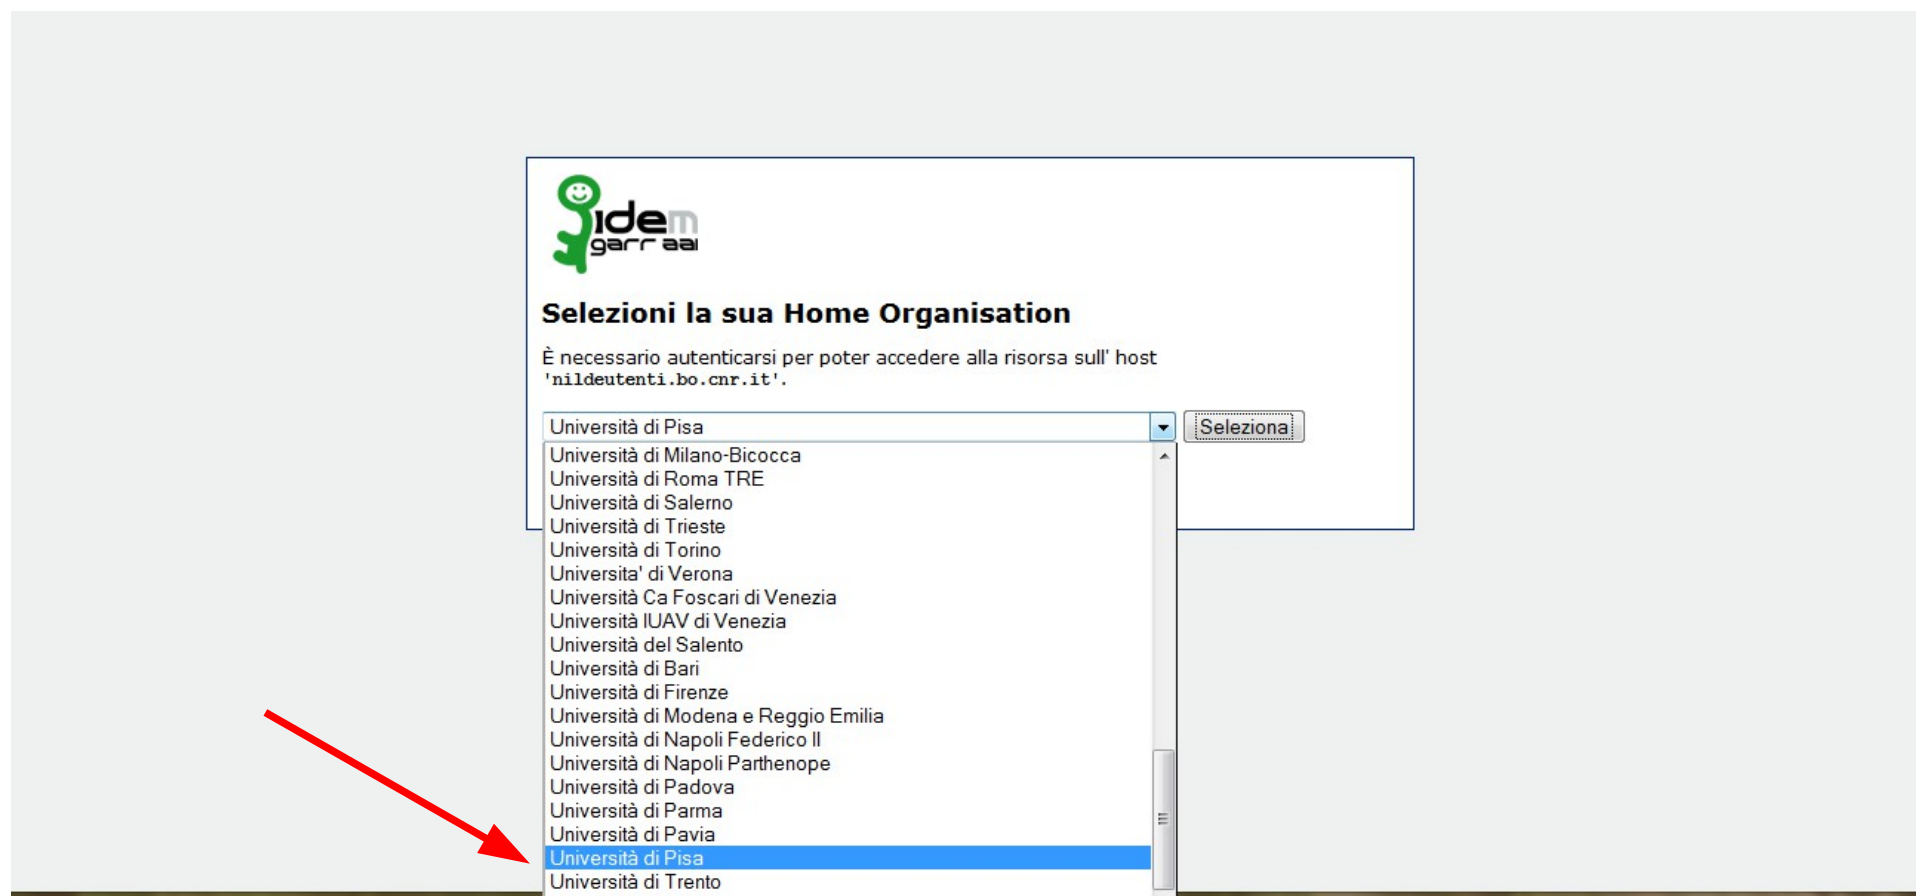 idem
garr aai
Selezioni la sua Home Organisation
È necessario autenticarsi per poter accedere alla risorsa sull' host
'nildeutenti.bo.cnr.it'.
Università di Pisa
Seleziona
Università di Milano-Bicocca
Università di Roma TRE
Università di Salerno
Università di Trieste
Università di Torino
Universita' di Verona
Università Ca Foscari di Venezia
Università IUAV di Venezia
Università del Salento
Università di Bari
Università di Firenze
Università di Modena e Reggio Emilia
Università di Napoli Federico II
Università di Napoli Parthenope
Università di Padova
Università di Parma
Università di Pavia
Università di Pisa
Università di Trento